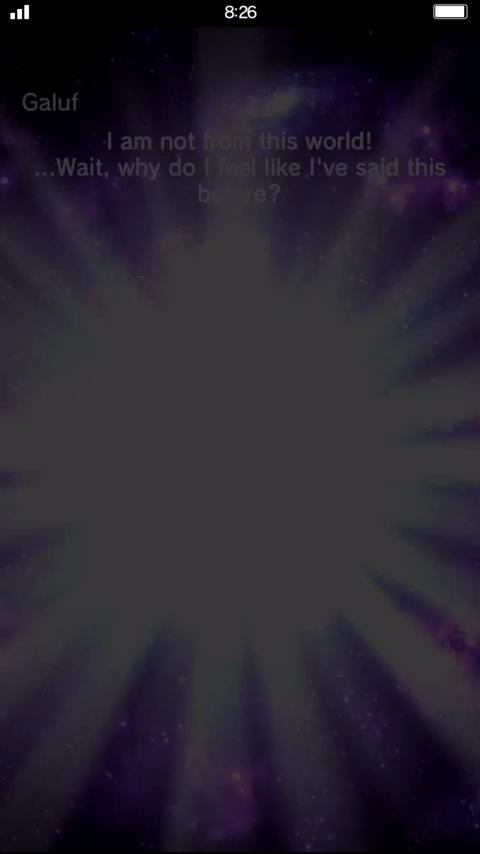 8:26
Galuf
I am not from this world!
...Wait, why do I feel like I've said this
before?